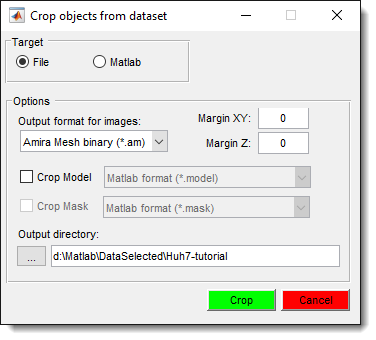 Crop objects from dataset
Target
File Matlab
Options
Output format for images:
Margin XY: 0
Amira Mesh binary (*.am)
Margin Z: 0
Crop Model Matlab format (*.model)
Crop Mask Matlab format (*.mask)
Output directory:
... d:\Matlab\DataSelected\Huh7-tutorial
Crop Cancel